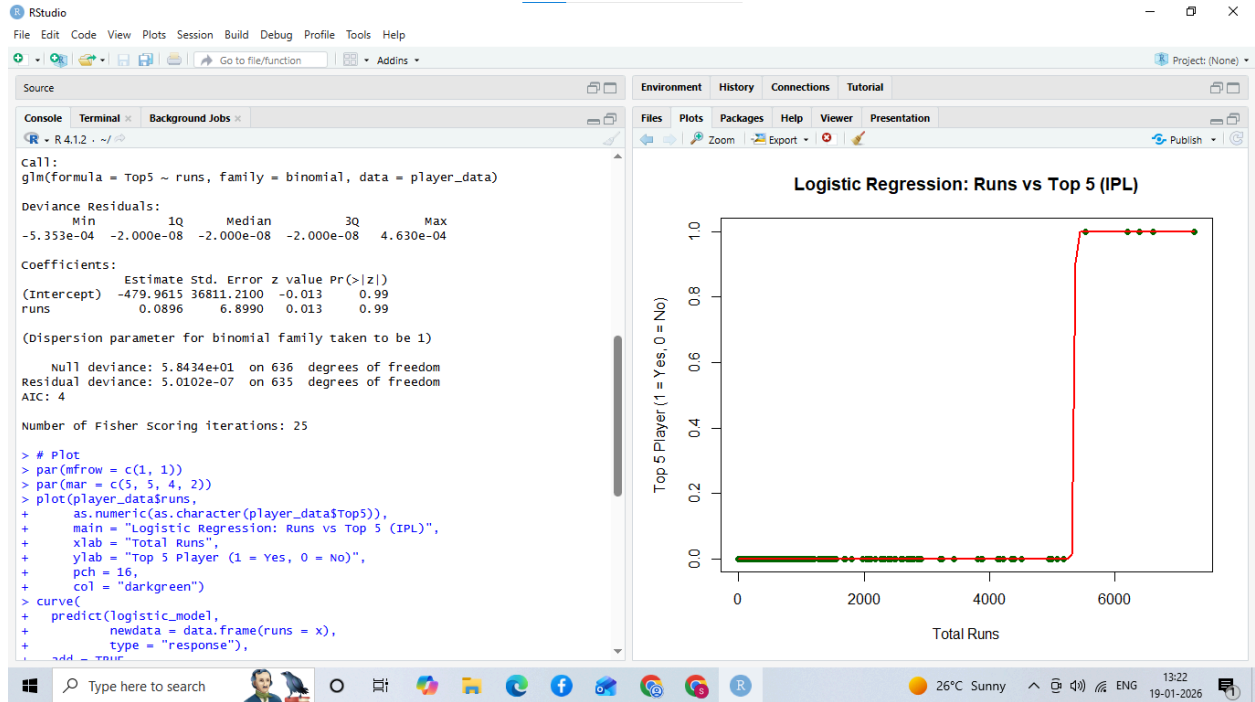 RStudio
File Edit Code View Plots Session Build Debug Profile Tools Help
Go to file/function
Addins
Project: (None)
Source
Console Terminal Background Jobs
R 4.1.2 · ~/
Call:
glm(formula = Top5 ~ runs, family = binomial, data = player_data)
Deviance Residuals:
Min 1Q Median 3Q Max
-5.353e-04 -2.000e-08 -2.000e-08 -2.000e-08 4.630e-04
Coefficients:
Estimate Std. Error z value Pr(>|z|)
(Intercept) -479.9615 36811.2100 -0.013 0.99
runs 0.0896 6.8990 0.013 0.99
(Dispersion parameter for binomial family taken to be 1)
Null deviance: 5.8434e+01 on 636 degrees of freedom
Residual deviance: 5.0102e-07 on 635 degrees of freedom
AIC: 4
Number of Fisher Scoring iterations: 25
> # Plot
> par(mfrow = c(1, 1))
> par(mar = c(5, 5, 4, 2))
> plot(player_data$runs,
+ as.numeric(as.character(player_data$Top5)),
+ main = "Logistic Regression: Runs vs Top 5 (IPL)",
+ xlab = "Total Runs",
+ ylab = "Top 5 Player (1 = Yes, 0 = No)",
+ pch = 16,
+ col = "darkgreen")
> curve(
+ predict(logistic_model,
+ newdata = data.frame(runs = x),
+ type = "response"),
+ add = TRUE
Environment History Connections Tutorial
Files Plots Packages Help Viewer Presentation
Zoom Export Publish
Logistic Regression: Runs vs Top 5 (IPL)
Top 5 Player (1 = Yes, 0 = No)
1.0
0.8
0.6
0.4
0.2
0.0
0 2000 4000 6000
Total Runs
Type here to search
26°C Sunny
ENG
13:22
19-01-2026
1